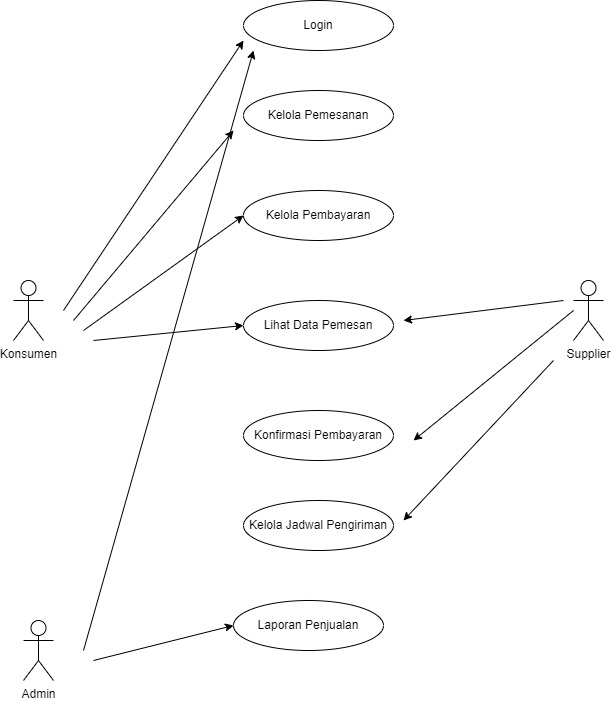 Login
Kelola Pemesanan
Kelola Pembayaran
Lihat Data Pemesan
Konsumen
Supplier
Konfirmasi Pembayaran
Kelola Jadwal Pengiriman
Laporan Penjualan
Admin